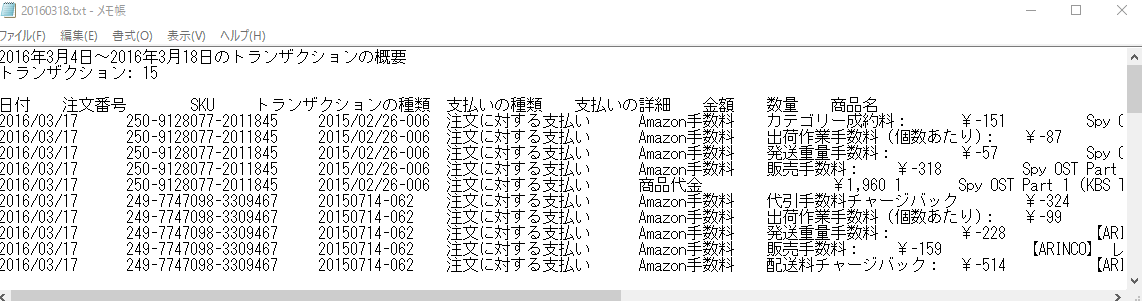 20160318.txt - メモ帳
ファイル(F) 編集(E) 書式(O) 表示(V) ヘルプ(H)
2016年3月4日～2016年3月18日のトランザクションの概要
トランザクション: 15
日付 注文番号 SKU トランザクションの種類 支払いの種類 支払いの詳細 金額 数量 商品名
2016/03/17 250-9128077-2011845 2015/02/26-006 注文に対する支払い Amazon手数料 カテゴリー成約料: ￥-151 Spy
2016/03/17 250-9128077-2011845 2015/02/26-006 注文に対する支払い Amazon手数料 出荷作業手数料（個数あたり）: ￥-87
2016/03/17 250-9128077-2011845 2015/02/26-006 注文に対する支払い Amazon手数料 発送重量手数料: ￥-57 Spy
2016/03/17 250-9128077-2011845 2015/02/26-006 注文に対する支払い Amazon手数料 販売手数料: ￥-318 Spy OST Part
2016/03/17 250-9128077-2011845 2015/02/26-006 注文に対する支払い 商品代金 ￥1,960 1 Spy OST Part 1 (KBS
2016/03/17 249-7747098-3309467 20150714-062 注文に対する支払い Amazon手数料 代引手数料チャージバック ￥-324
2016/03/17 249-7747098-3309467 20150714-062 注文に対する支払い Amazon手数料 出荷作業手数料（個数あたり）: ￥-99
2016/03/17 249-7747098-3309467 20150714-062 注文に対する支払い Amazon手数料 発送重量手数料: ￥-228 【ARI
2016/03/17 249-7747098-3309467 20150714-062 注文に対する支払い Amazon手数料 販売手数料: ￥-159 【ARINCO】 レ
2016/03/17 249-7747098-3309467 20150714-062 注文に対する支払い Amazon手数料 配送料チャージバック: ￥-514 【ARI